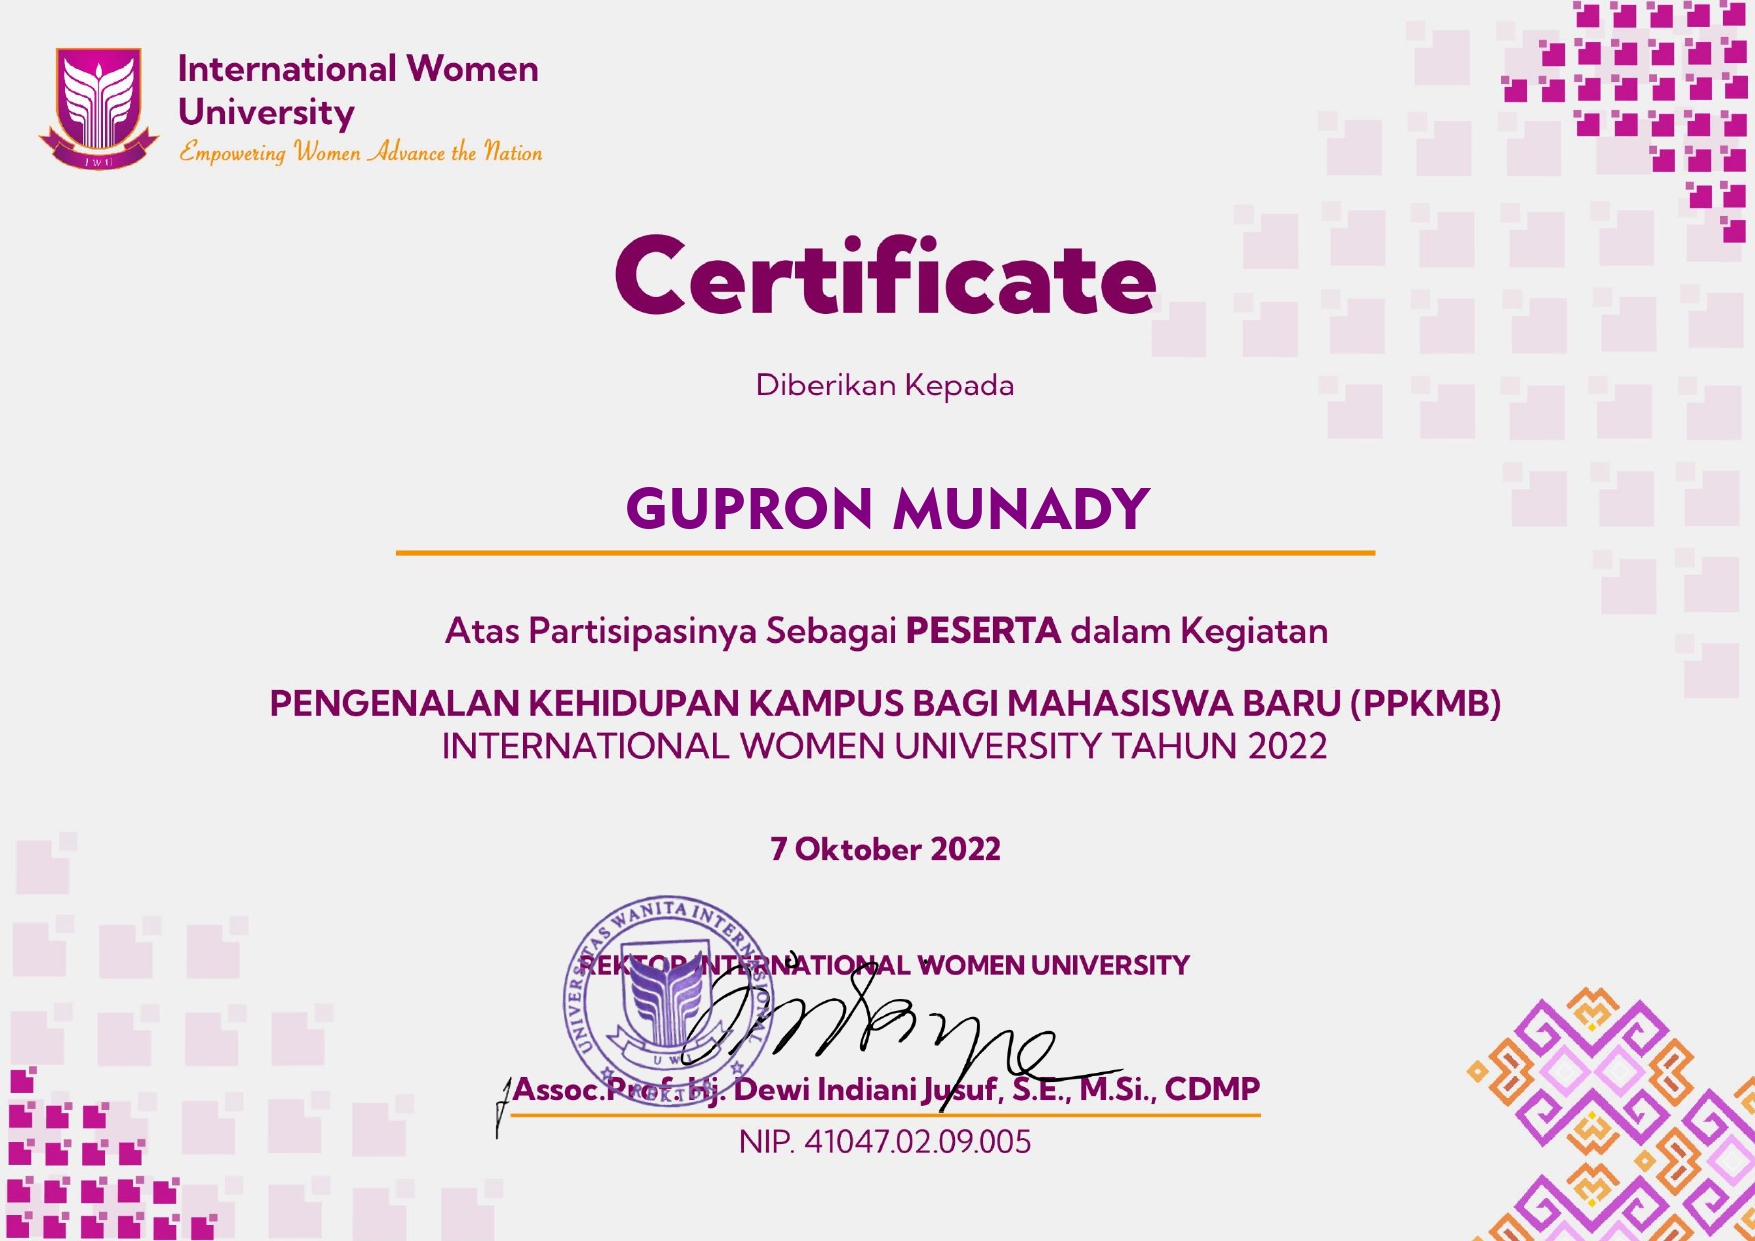 International Women
University
Empowering Women Advance the Nation
UWI
Certificate
Diberikan Kepada
GUPRON MUNADY
Atas Partisipasinya Sebagai PESERTA dalam Kegiatan
PENGENALAN KEHIDUPAN KAMPUS BAGI MAHASISWA BARU (PPKMB)
INTERNATIONAL WOMEN UNIVERSITY TAHUN 2022
7 Oktober 2022
UNIVERSITAS WANITA INTERNASIONAL
REKTOR INTERNATIONAL WOMEN UNIVERSITY
UWI
REKTOR
Assoc.Prof. Hj. Dewi Indiani Jusuf, S.E., M.Si., CDMP
NIP. 41047.02.09.005